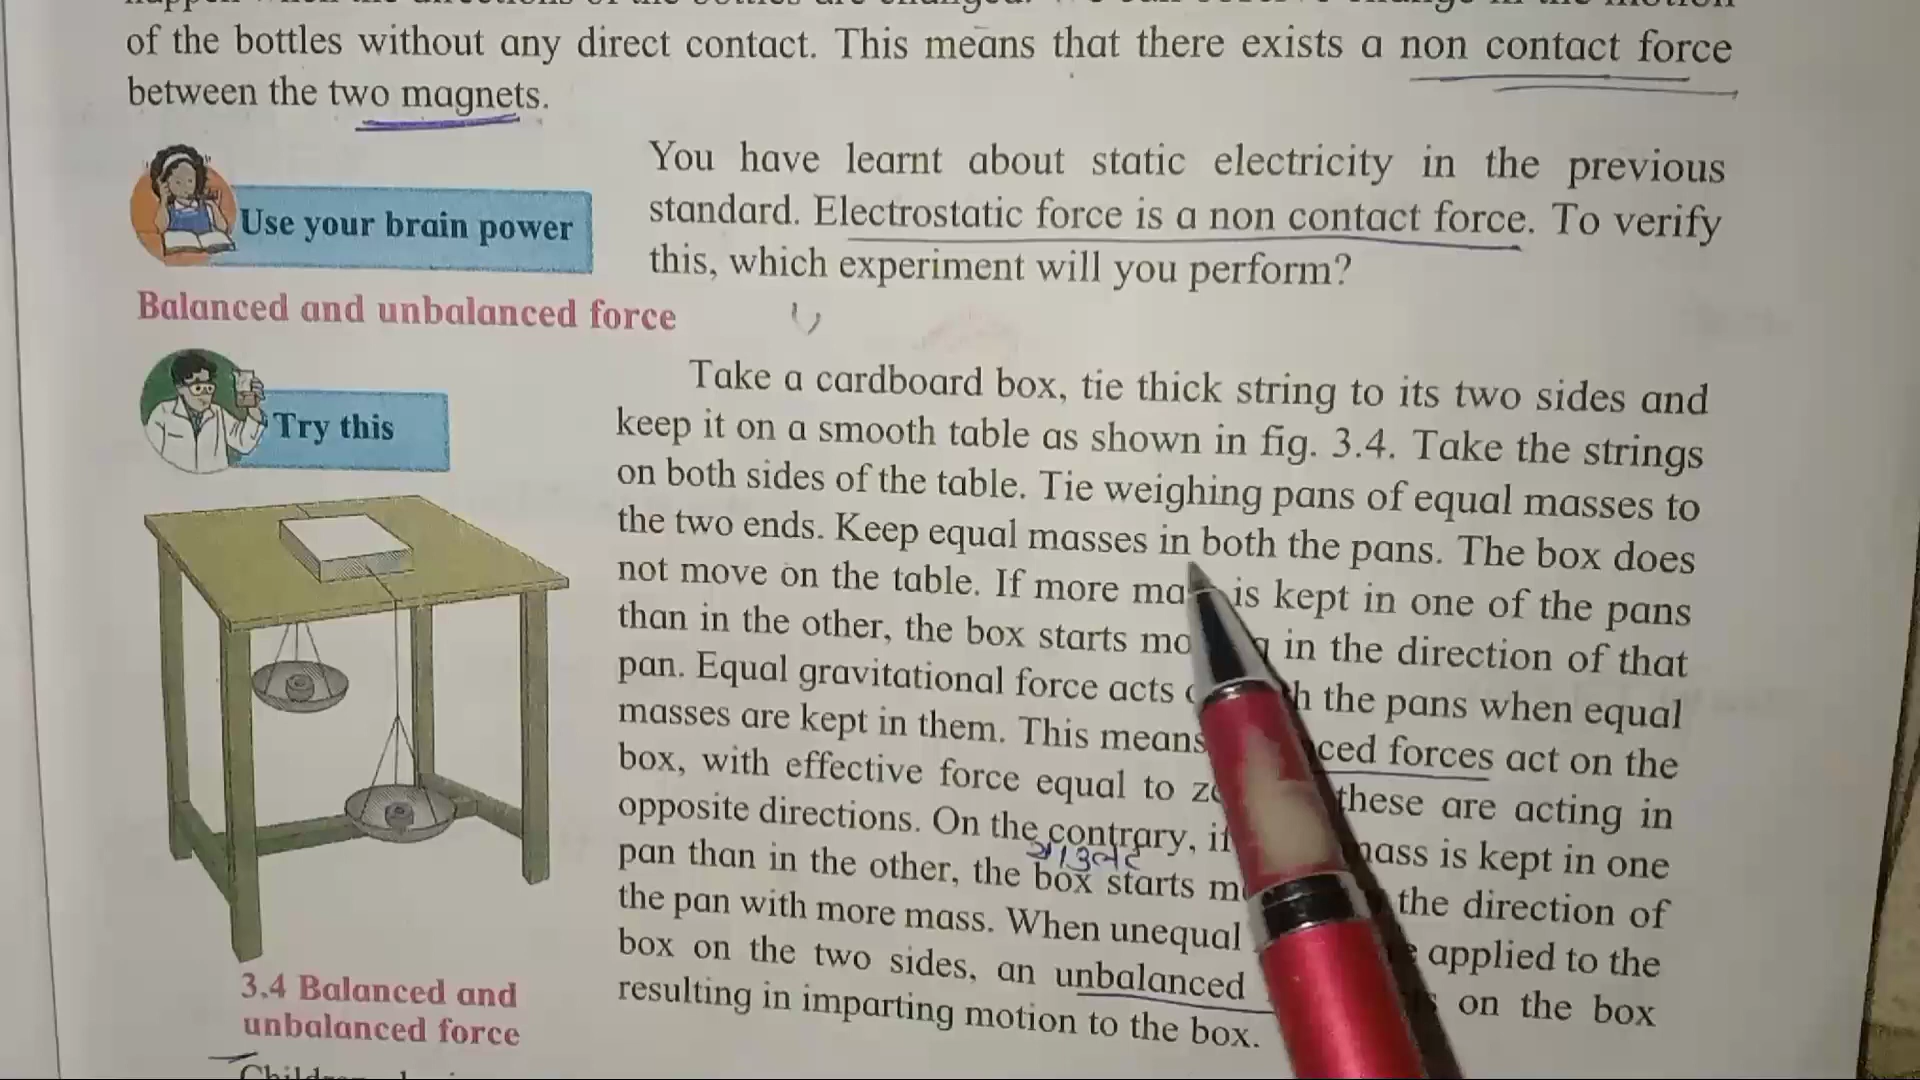 of the bottles without any direct contact. This means that there exists a non contact force
between the two magnets.
Use your brain power
You have learnt about static electricity in the previous
standard. Electrostatic force is a non contact force. To verify
this, which experiment will you perform?
Balanced and unbalanced force
Try this
Take a cardboard box, tie thick string to its two sides and
keep it on a smooth table as shown in fig. 3.4. Take the strings
on both sides of the table. Tie weighing pans of equal masses to
the two ends. Keep equal masses in both the pans. The box does
not move on the table. If more is kept in one of the pans
than in the other, the box starts in the direction of that
pan. Equal gravitational force acts the pans when equal
masses are kept in them. This means forces act on the
box, with effective force equal to these are acting in
opposite directions. On the contrary, if mass is kept in one
pan than in the other, the box starts the direction of
the pan with more mass. When unequal applied to the
box on the two sides, an unbalanced on the box
resulting in imparting motion to the box.
3.4 Balanced and
unbalanced force